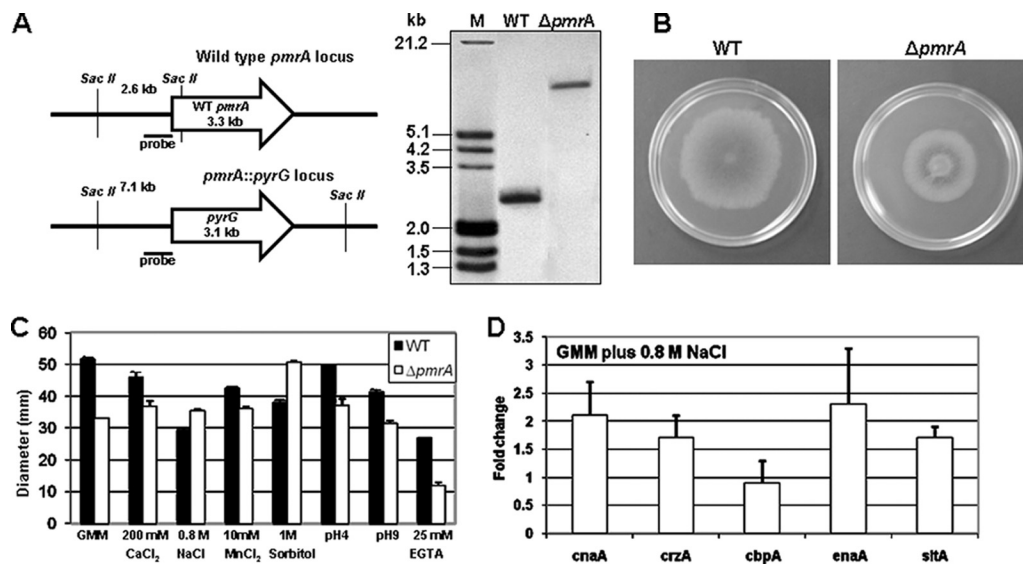 A
Wild type pmrA locus
Sac II
2.6 kb
Sac II
WT pmrA
3.3 kb
probe
pmrA::pyrG locus
Sac II
7.1 kb
Sac II
pyrG
3.1 kb
probe
kb M WT ΔpmrA
21.2
5.1
4.2
3.5
2.0
1.5
1.3
B
WT ΔpmrA
C
Diameter (mm)
60
50
40
30
20
10
0
WT
ΔpmrA
GMM
200 mM CaCl₂
0.8 M NaCl
10mM MnCl₂
1M Sorbitol
pH4
pH9
25 mM EGTA
D
GMM plus 0.8 M NaCl
Fold change
3.5
3
2.5
2
1.5
1
0.5
0
cnaA crzA cbpA enaA sltA